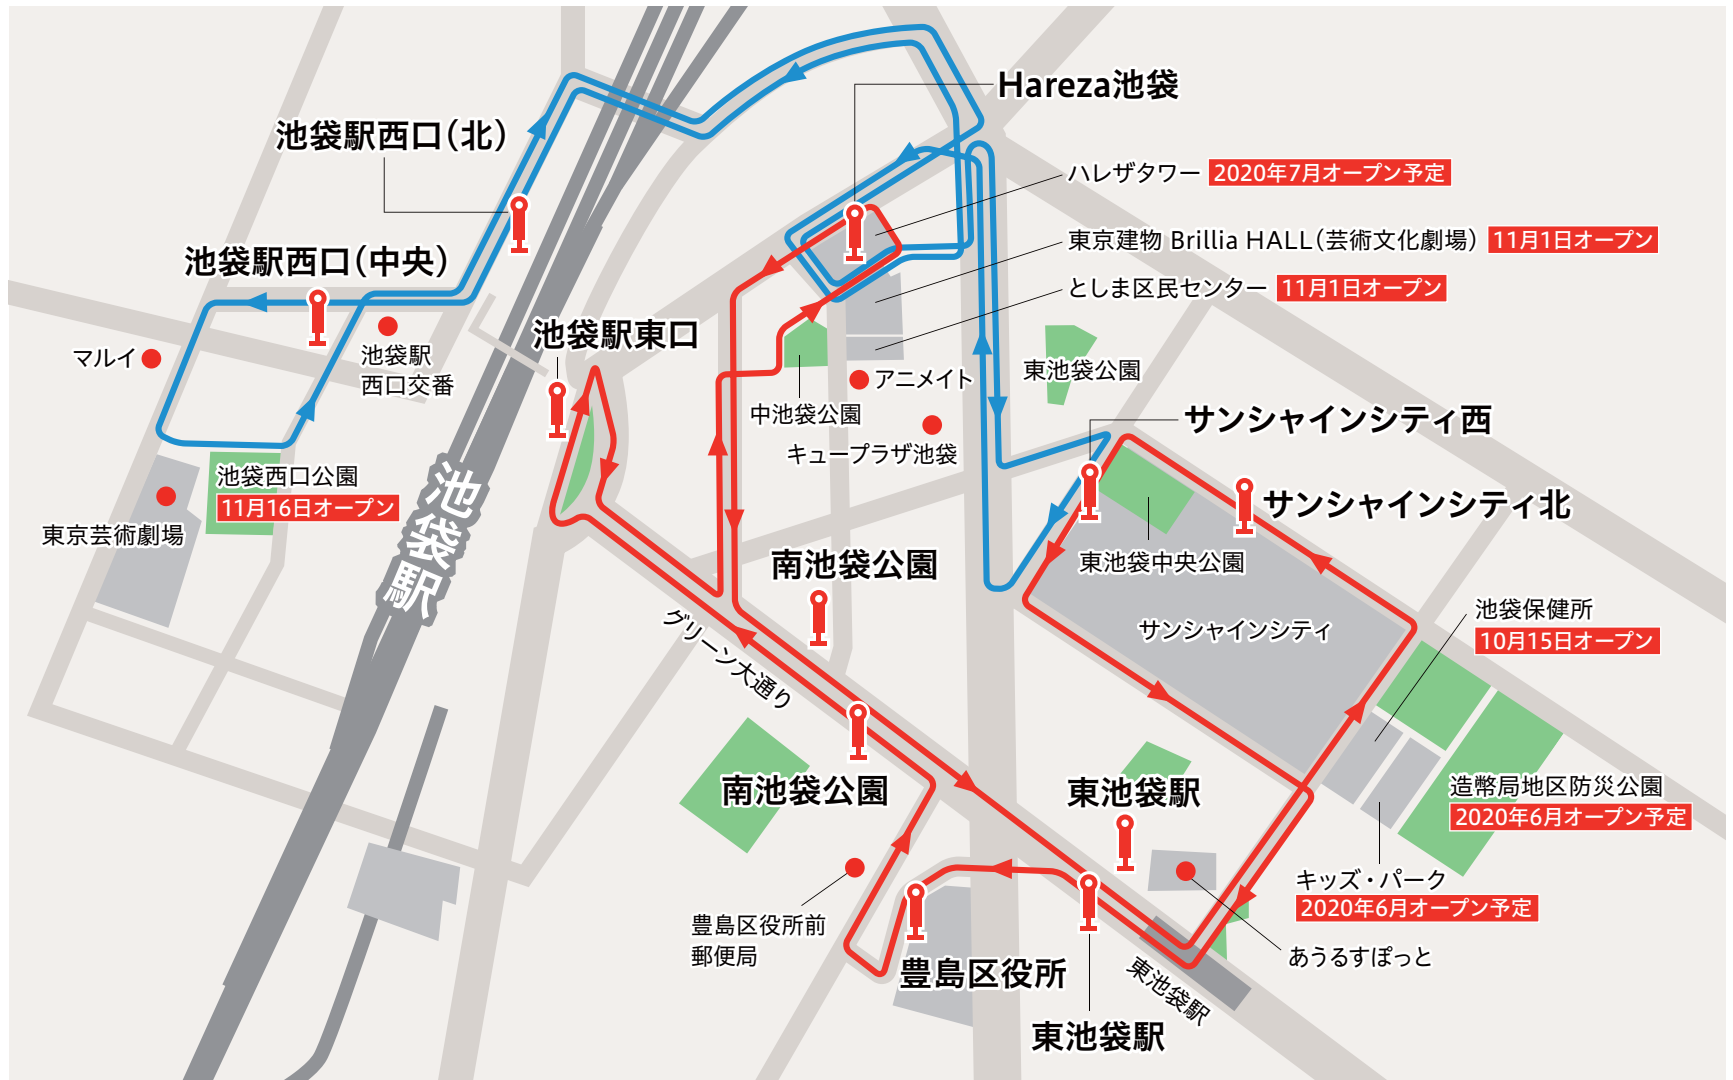 Hareza池袋
池袋駅西口(北)
ハレザタワー 2020年7月オープン予定
東京建物 Brillia HALL(芸術文化劇場) 11月1日オープン
池袋駅西口(中央)
としま区民センター 11月1日オープン
池袋駅東口
マルイ
池袋駅
西口交番
アニメイト
東池袋公園
中池袋公園
キュープラザ池袋
サンシャインシティ西
池袋西口公園
11月16日オープン
東京芸術劇場
池袋駅
サンシャインシティ北
南池袋公園
東池袋中央公園
グリーン大通り
サンシャインシティ
池袋保健所
10月15日オープン
南池袋公園
東池袋駅
造幣局地区防災公園
2020年6月オープン予定
キッズ・パーク
2020年6月オープン予定
豊島区役所前
郵便局
あうるすぽっと
豊島区役所
東池袋駅
東池袋駅